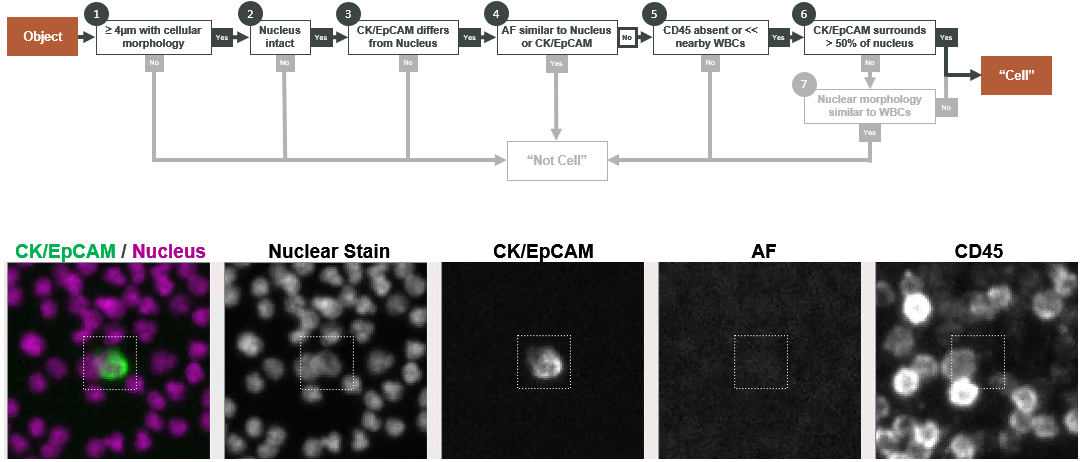 Object
1
≥ 4μm with cellular
morphology
Yes
No
2
Nucleus
intact
Yes
No
3
CK/EpCAM differs
from Nucleus
Yes
No
4
AF similar to Nucleus
or CK/EpCAM
No
Yes
5
CD45 absent or <<
nearby WBCs
Yes
No
6
CK/EpCAM surrounds
> 50% of nucleus
Yes
No
"Cell"
7
Nuclear morphology
similar to WBCs
No
Yes
"Not Cell"
CK/EpCAM / Nucleus
Nuclear Stain
CK/EpCAM
AF
CD45